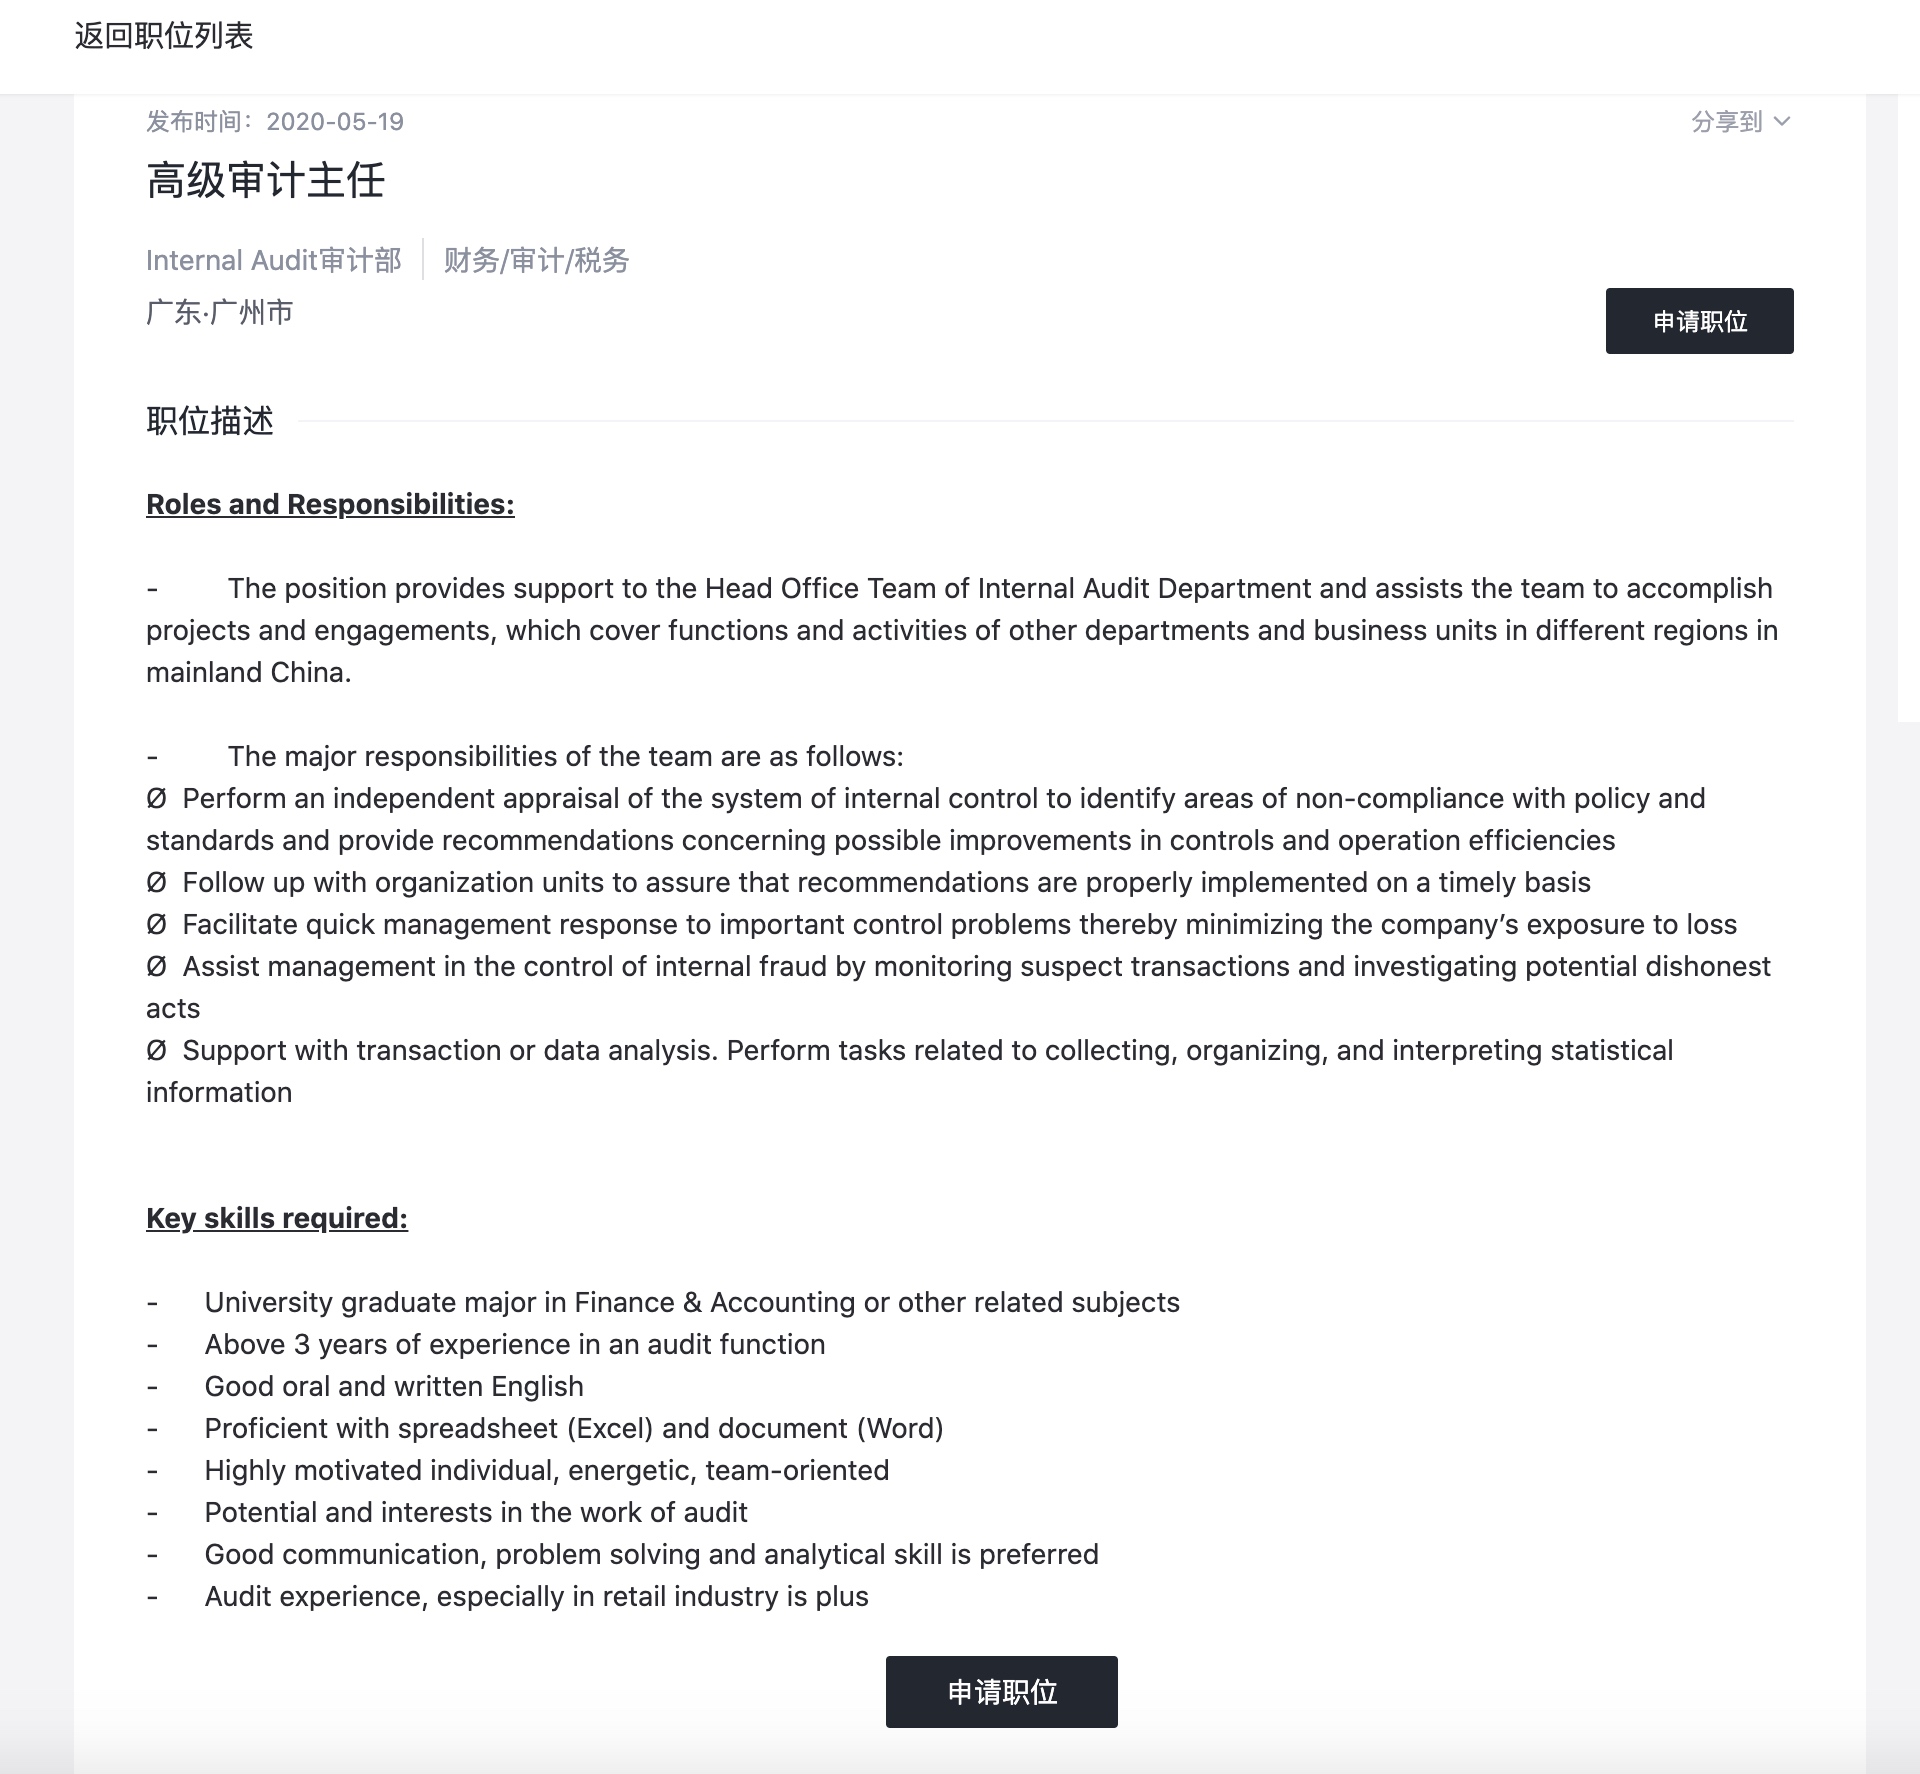 返回职位列表
发布时间：2020-05-19
分享到
高级审计主任
Internal Audit审计部 财务/审计/税务
广东·广州市
申请职位
职位描述
Roles and Responsibilities:
- The position provides support to the Head Office Team of Internal Audit Department and assists the team to accomplish
projects and engagements, which cover functions and activities of other departments and business units in different regions in
mainland China.
- The major responsibilities of the team are as follows:
Ø Perform an independent appraisal of the system of internal control to identify areas of non-compliance with policy and
standards and provide recommendations concerning possible improvements in controls and operation efficiencies
Ø Follow up with organization units to assure that recommendations are properly implemented on a timely basis
Ø Facilitate quick management response to important control problems thereby minimizing the company’s exposure to loss
Ø Assist management in the control of internal fraud by monitoring suspect transactions and investigating potential dishonest
acts
Ø Support with transaction or data analysis. Perform tasks related to collecting, organizing, and interpreting statistical
information
Key skills required:
- University graduate major in Finance & Accounting or other related subjects
- Above 3 years of experience in an audit function
- Good oral and written English
- Proficient with spreadsheet (Excel) and document (Word)
- Highly motivated individual, energetic, team-oriented
- Potential and interests in the work of audit
- Good communication, problem solving and analytical skill is preferred
- Audit experience, especially in retail industry is plus
申请职位